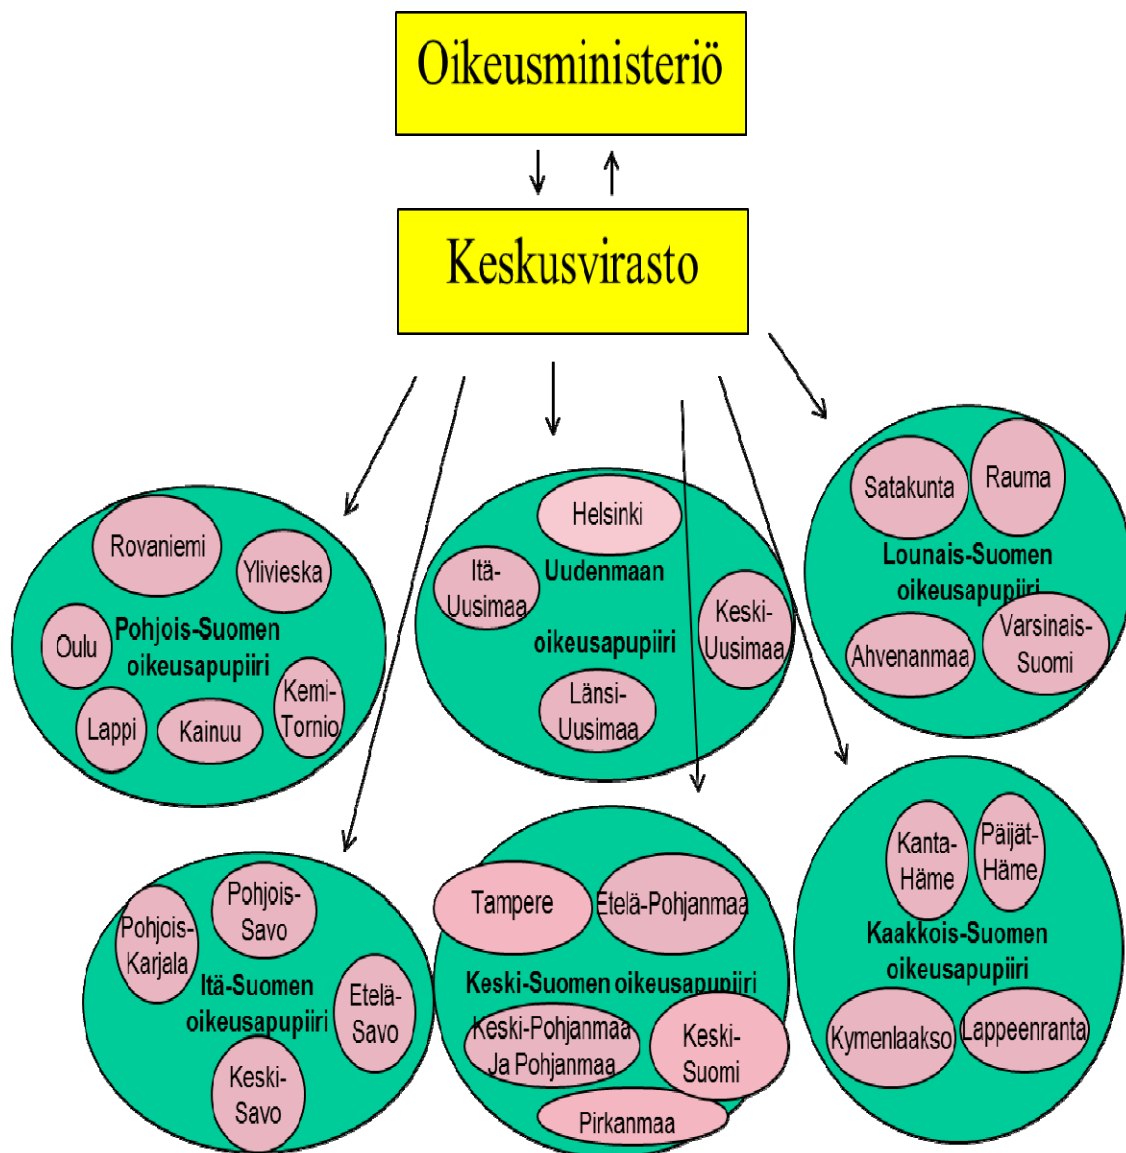 Oikeusministeriö
Keskusvirasto
Rovaniemi
Ylivieska
Oulu
Pohjois-Suomen
oikeusapupiiri
Lappi
Kainuu
Kemi-
Tornio
Helsinki
Itä-
Uusimaa
Uudenmaan
oikeusapupiiri
Keski-
Uusimaa
Länsi-
Uusimaa
Satakunta
Rauma
Lounais-Suomen
oikeusapupiiri
Ahvenanmaa
Varsinais-
Suomi
Pohjois-
Savo
Pohjois-
Karjala
Itä-Suomen
oikeusapupiiri
Etelä-
Savo
Keski-
Savo
Tampere
Etelä-Pohjanmaa
Keski-Suomen oikeusapupiiri
Keski-Pohjanmaa
Ja Pohjanmaa
Keski-
Suomi
Pirkanmaa
Kanta-
Häme
Päijät-
Häme
Kaakkois-Suomen
oikeusapupiiri
Kymenlaakso
Lappeenranta